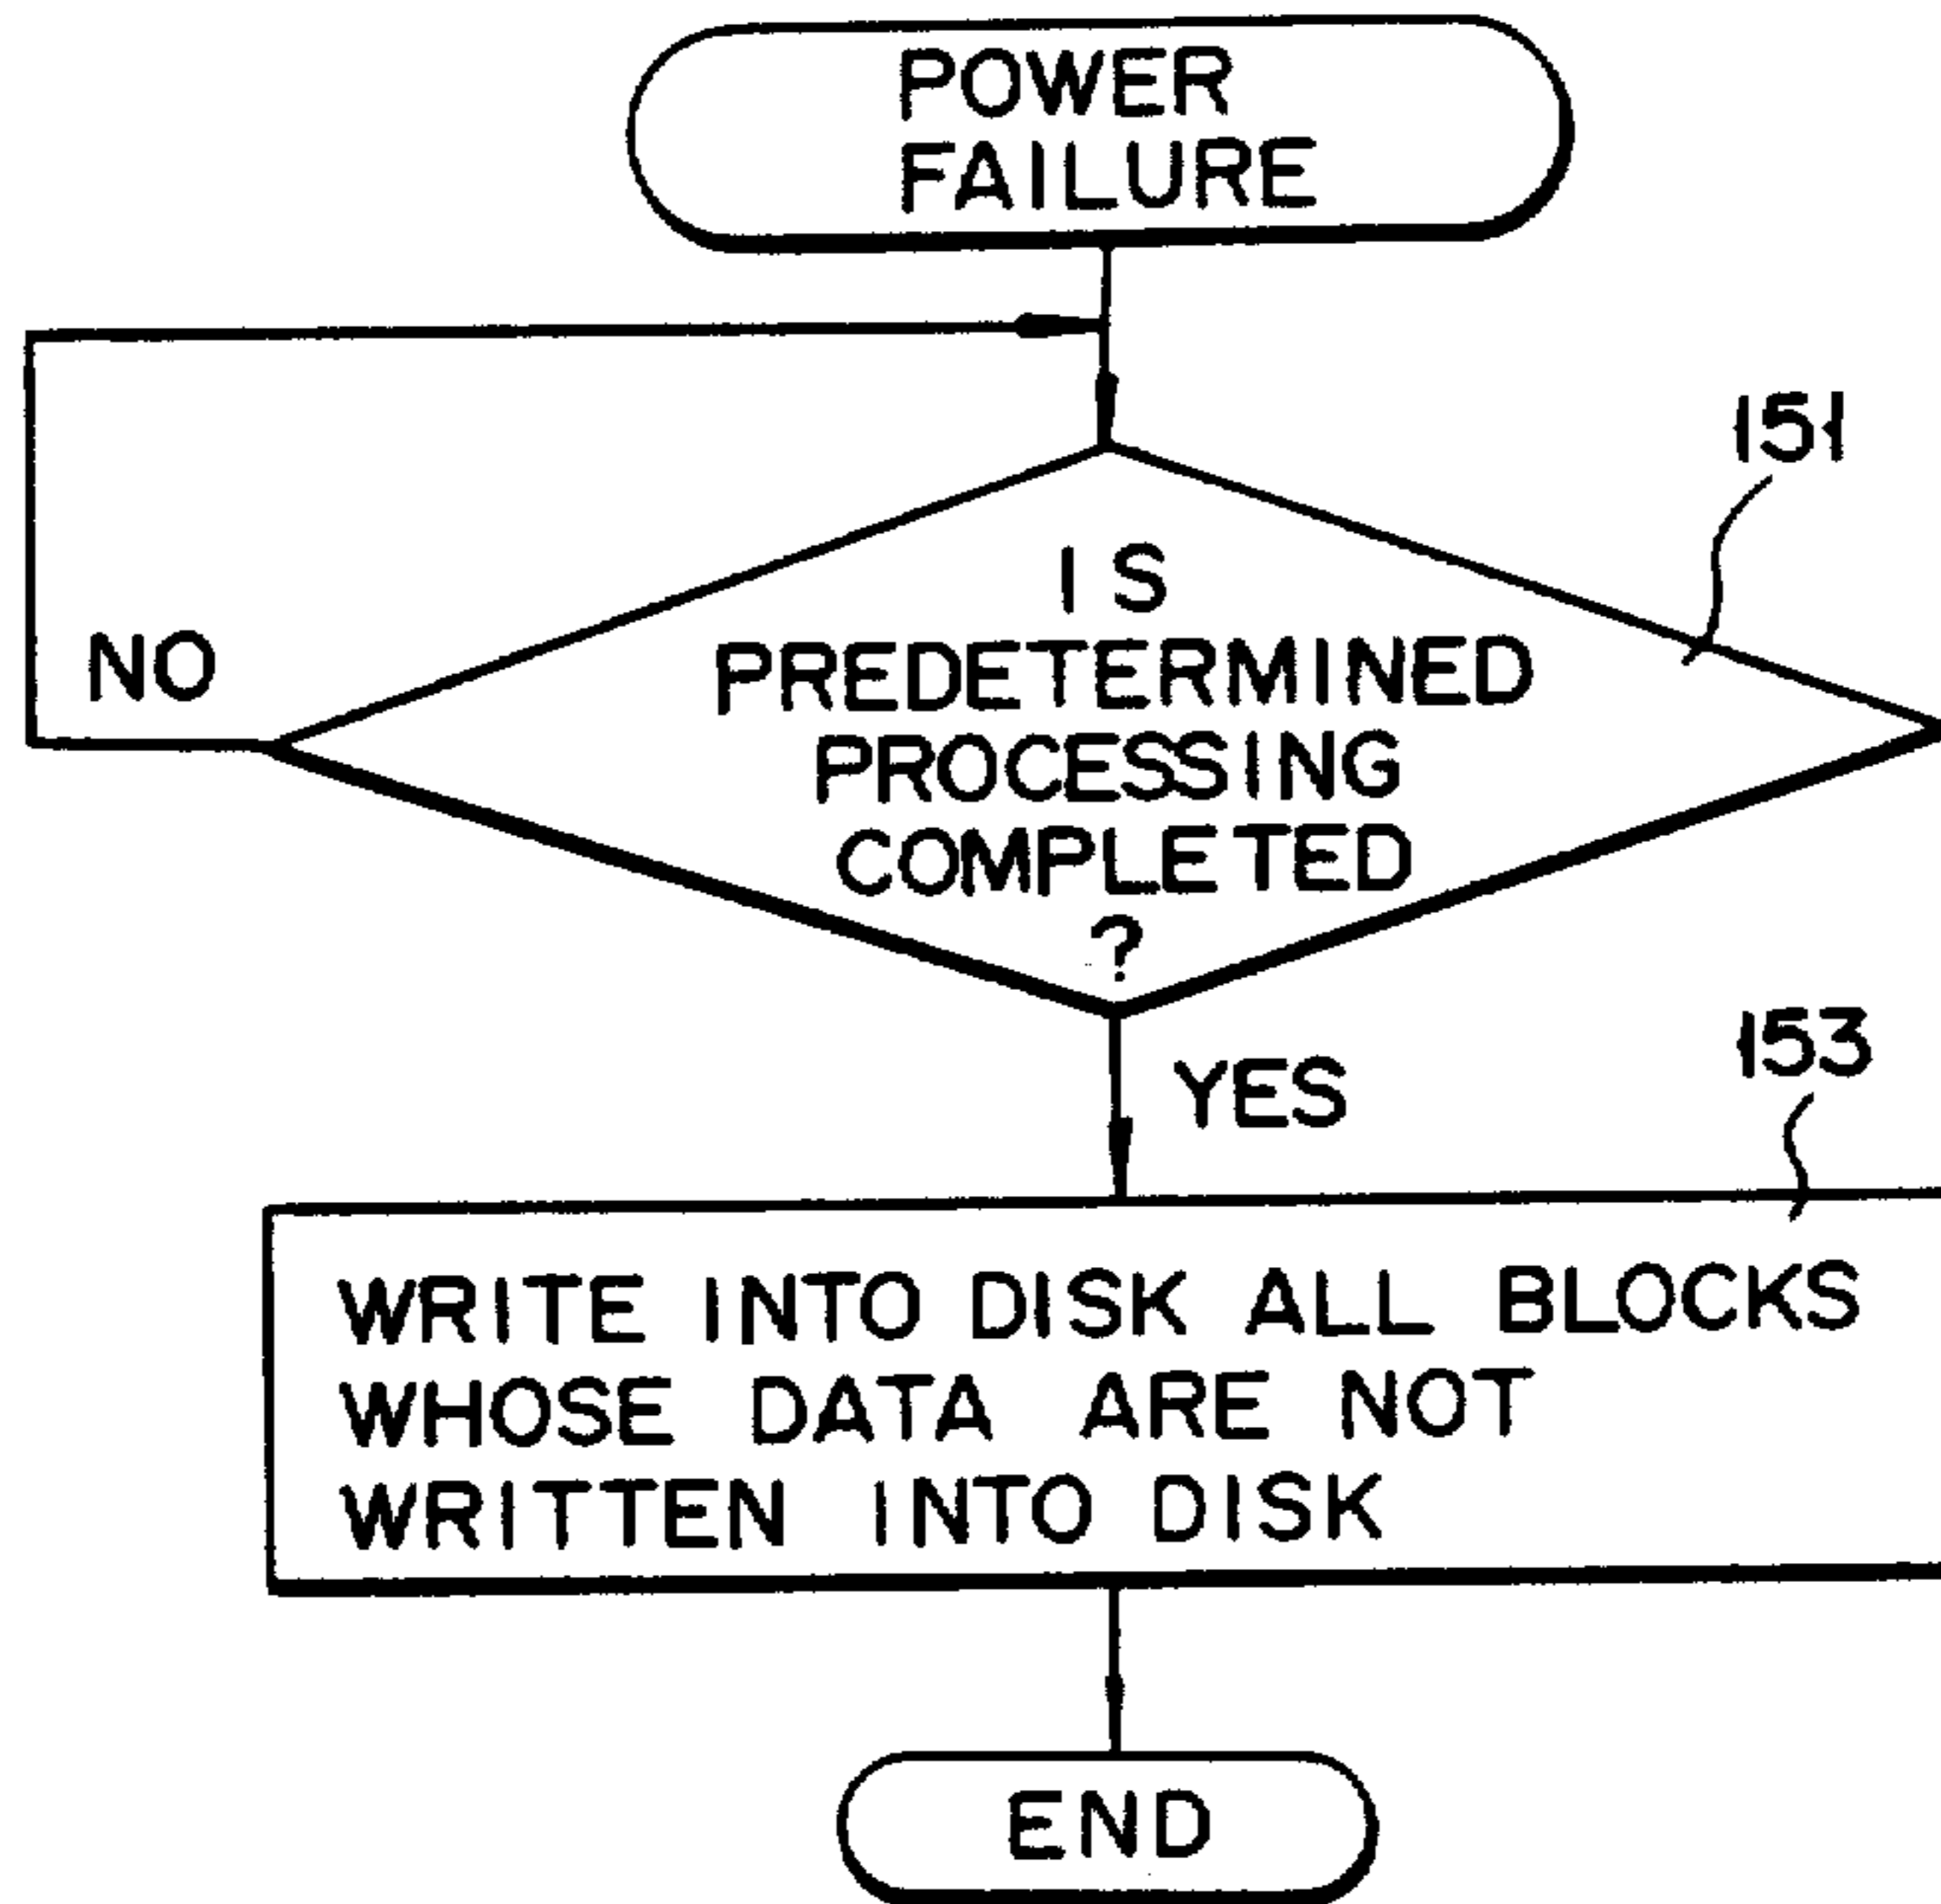 POWER
FAILURE
151
IS
PREDETERMINED
PROCESSING
COMPLETED
?
NO
YES
153
WRITE INTO DISK ALL BLOCKS
WHOSE DATA ARE NOT
WRITTEN INTO DISK
END